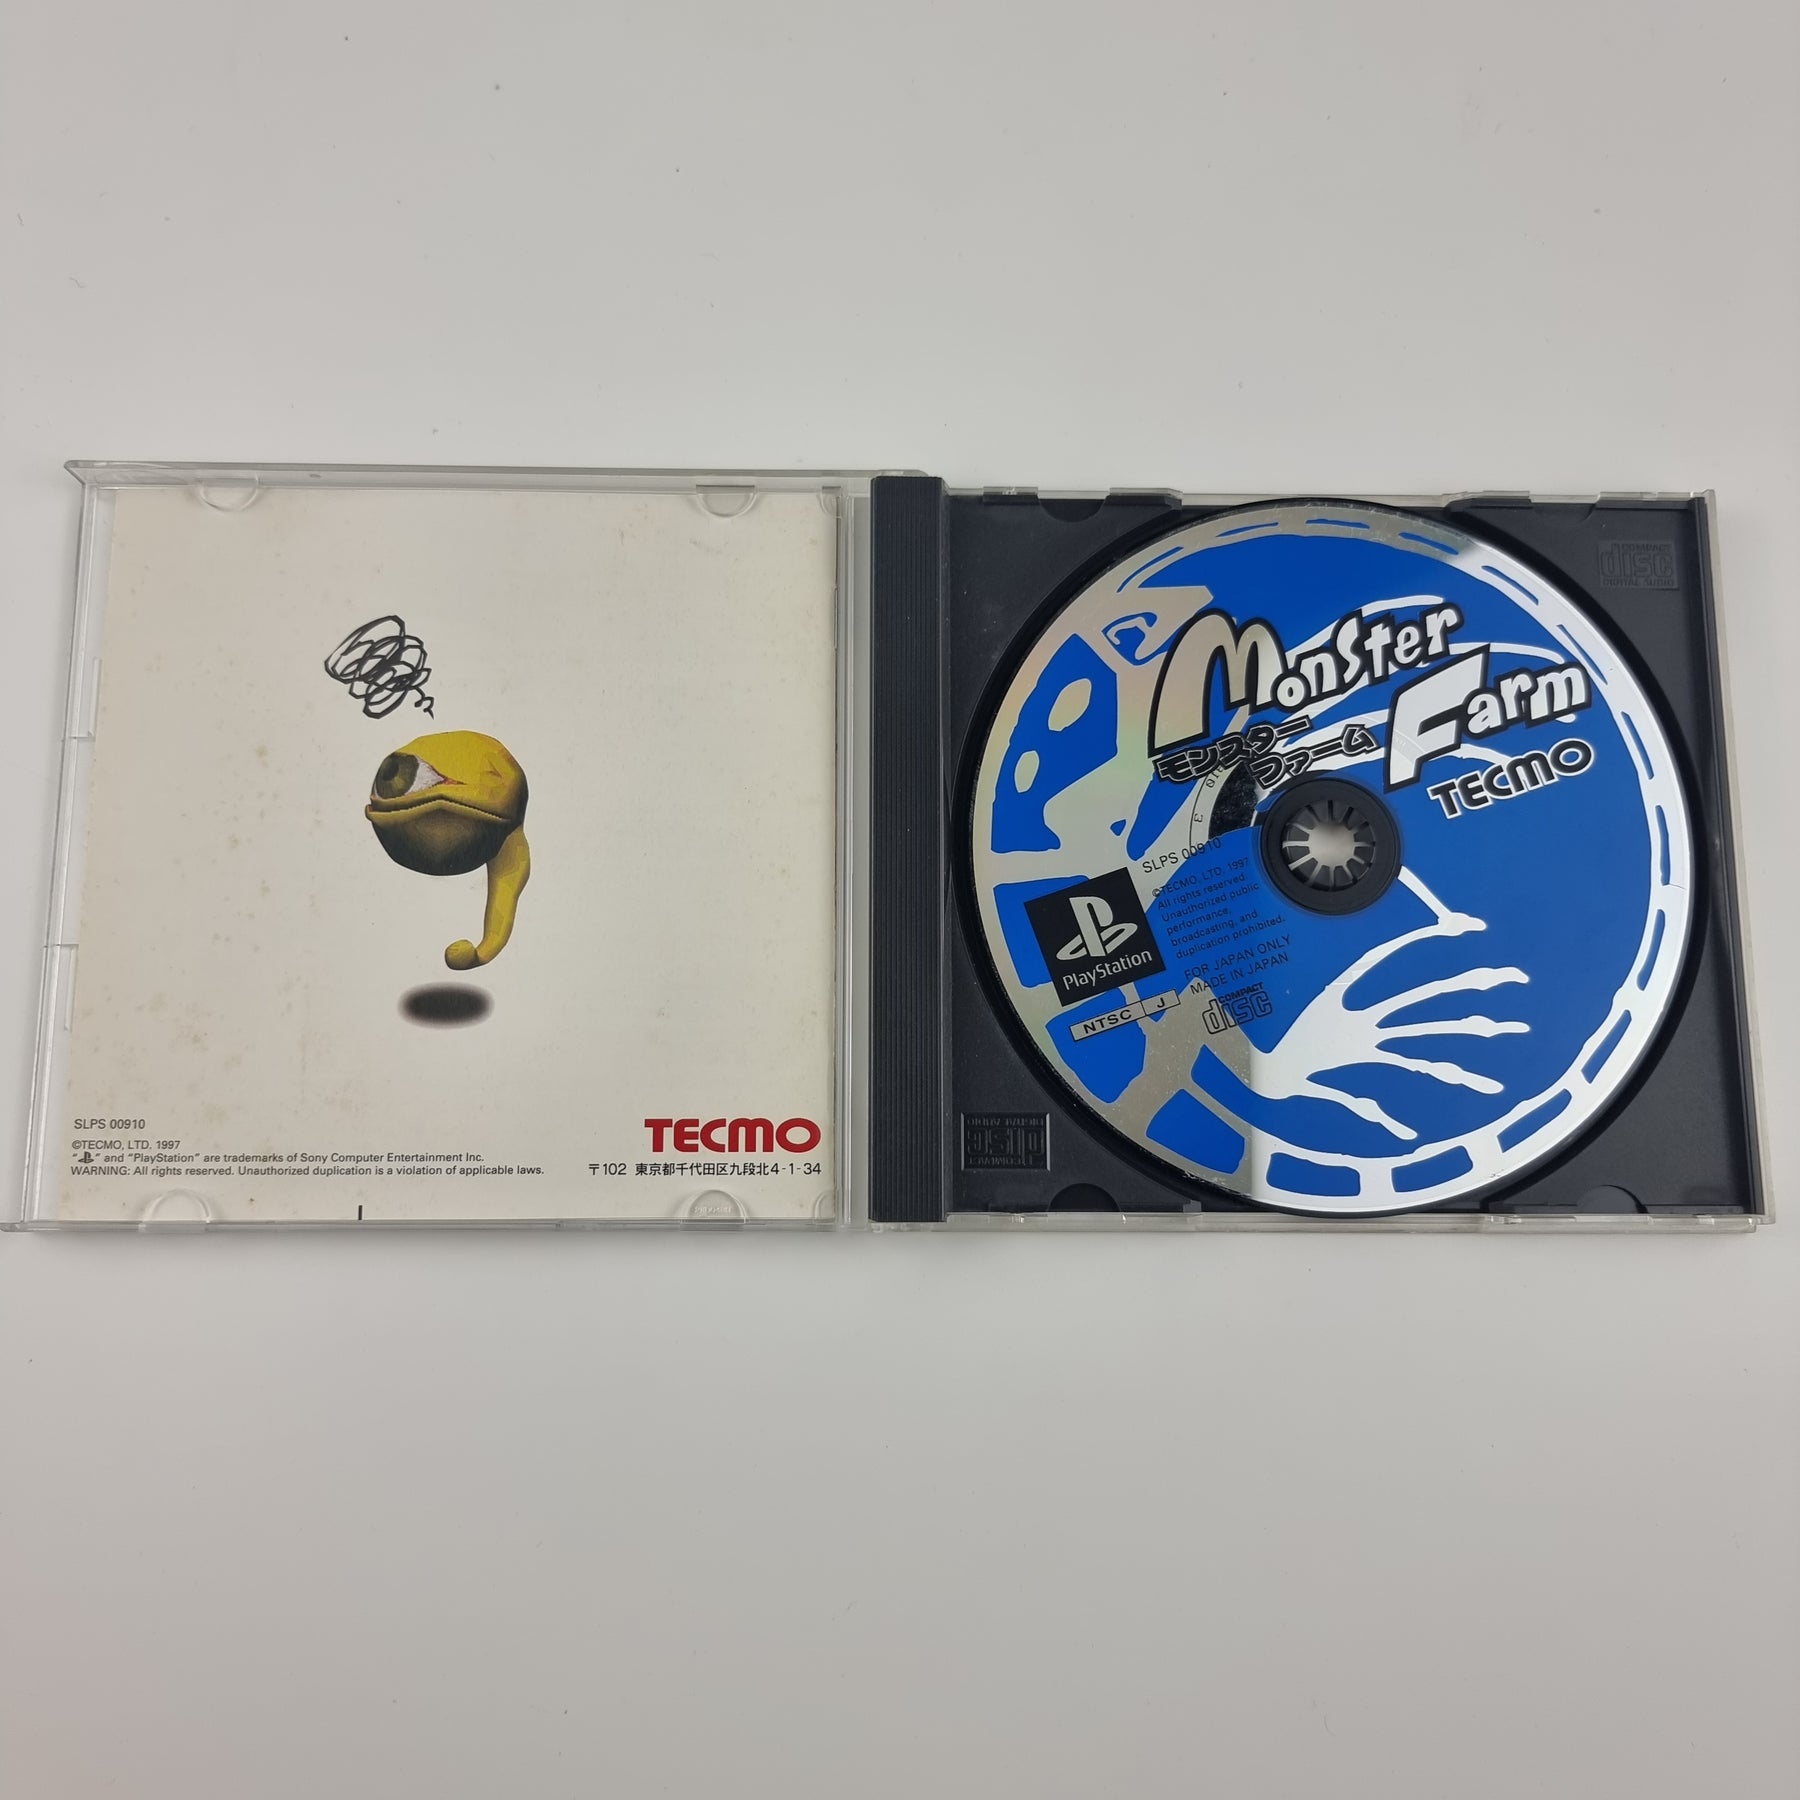 SLPS 00910
©TECMO, LTD. 1997
" " and "PlayStation" are trademarks of Sony Computer Entertainment Inc.
WARNING: All rights reserved. Unauthorized duplication is a violation of applicable laws.
TECMO
〒102 東京都千代田区九段北4-1-34
Monster
Farm
モンスター
ファーム
TECMO
SLPS 00910
©TECMO, LTD. 1997
All rights reserved.
Unauthorized public
performance,
broadcasting, and
duplication prohibited.
FOR JAPAN ONLY
MADE IN JAPAN
PlayStation
NTSC J
COMPACT
disc
COMPACT
disc
DIGITAL AUDIO
COMPACT
disc
DIGITAL AUDIO